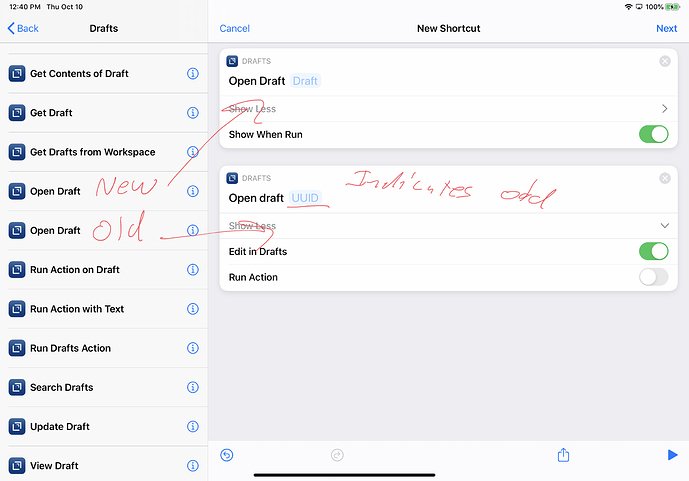 12:40 PM Thu Oct 10
100%
Back
Drafts
Cancel
New Shortcut
Next
Get Contents of Draft
Get Draft
Get Drafts from Workspace
Open Draft New
Open Draft Old
Run Action on Draft
Run Action with Text
Run Drafts Action
Search Drafts
Update Draft
View Draft
DRAFTS
Open Draft Draft
Show Less
Show When Run
DRAFTS
Open draft UUID Indicates odd
Show Less
Edit in Drafts
Run Action